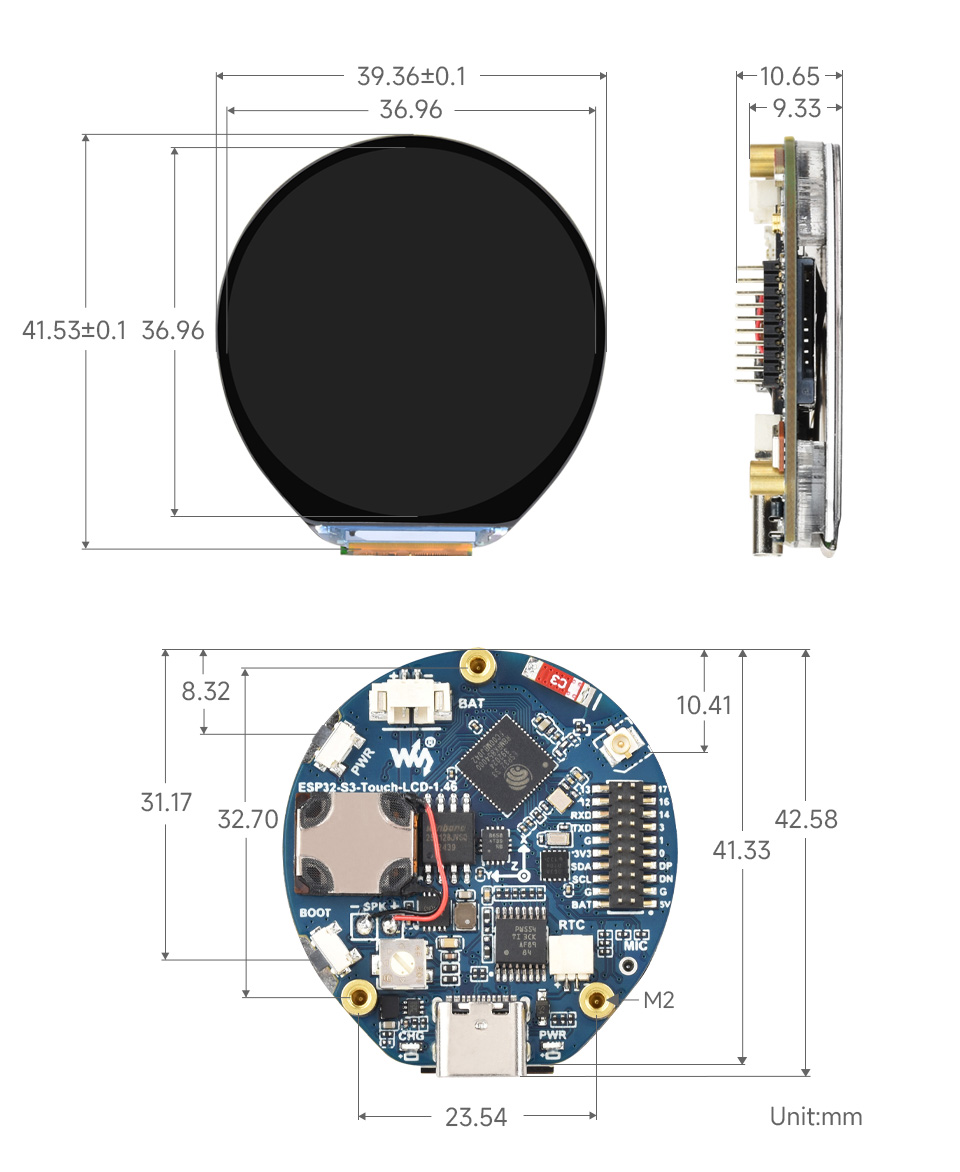 39.36±0.1
36.96
10.65
9.33
41.53±0.1
36.96
8.32
10.41
31.17
32.70
42.58
41.33
BAT
C3
PWR
ESP32-S3-Touch-LCD-1.46
17
12 16
RXD 14
TXD 3
G
3V3 0
SDA DP
SCL DN
G G
BAT 5V
Z
Y
X
BOOT
- SPK +
RTC
MIC
M2
CHG
PWR
23.54
Unit:mm